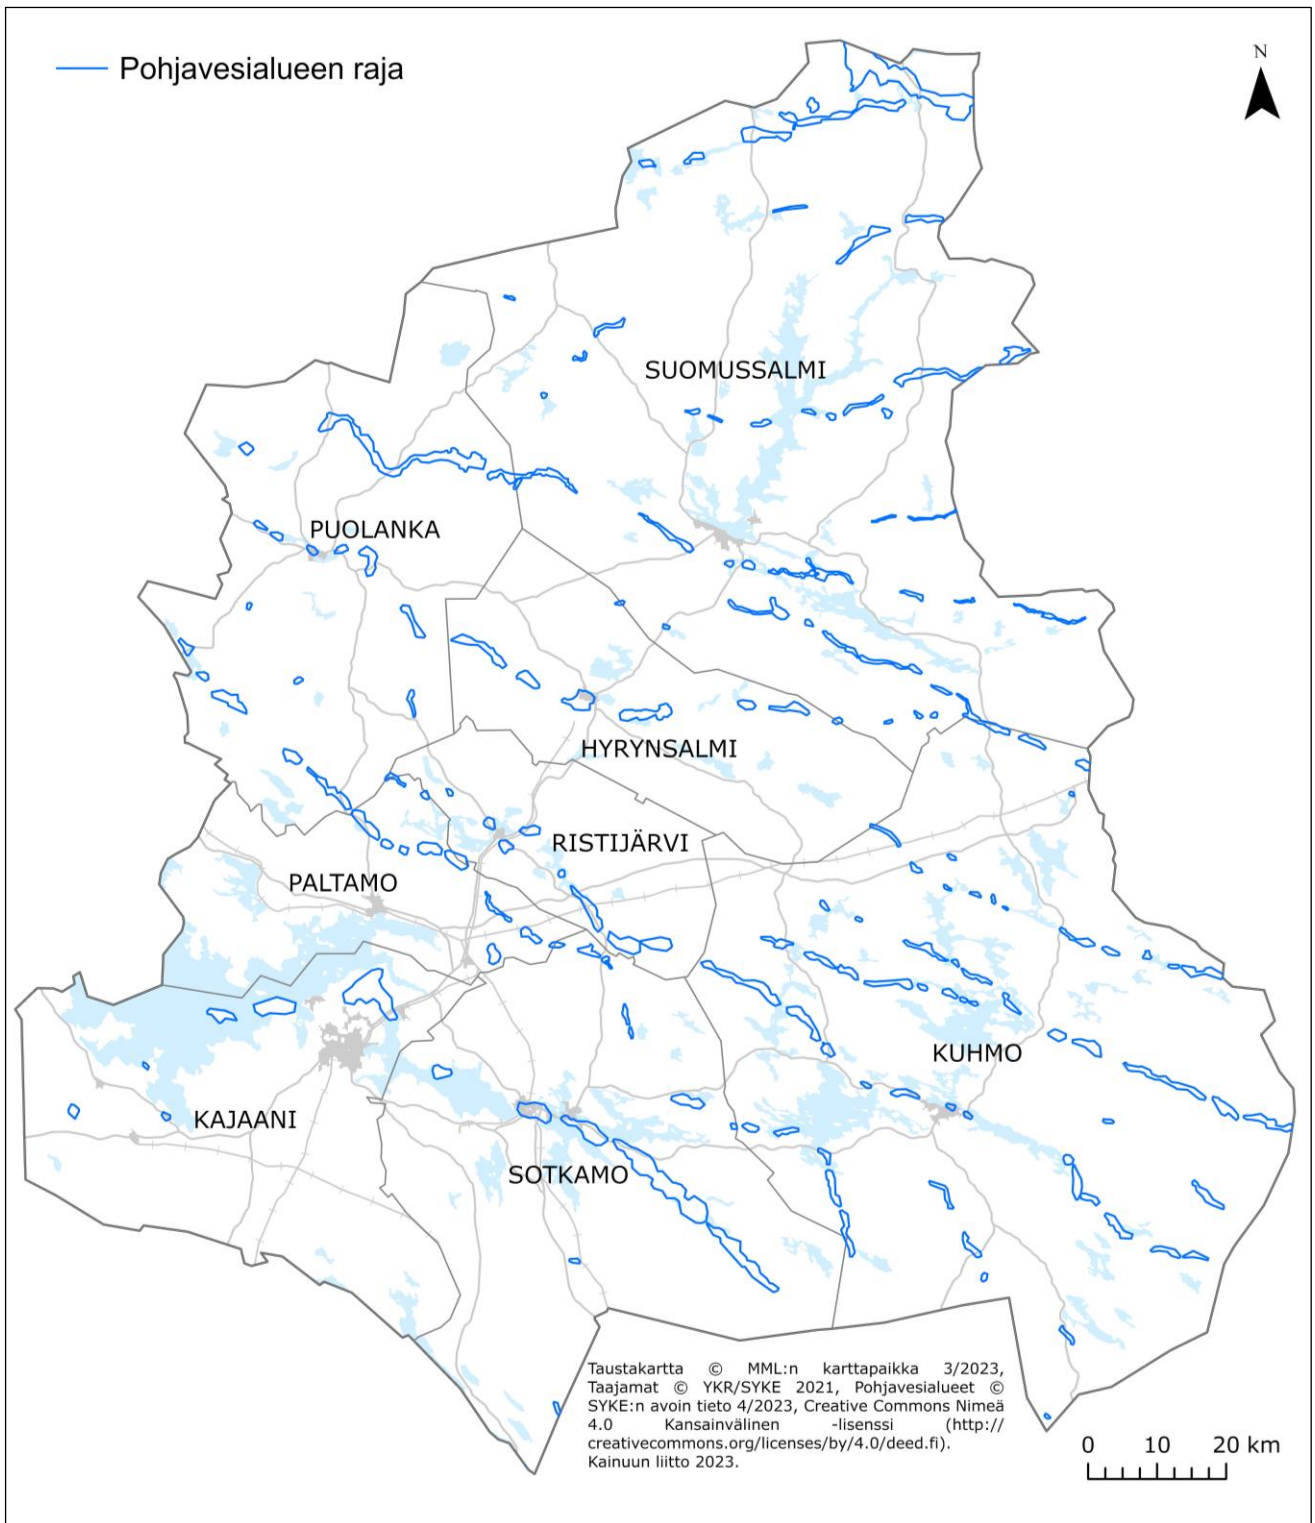 Pohjavesialueen raja
N
SUOMUSSALMI
PUOLANKA
HYRYNSALMI
RISTIJÄRVI
PALTAMO
KUHMO
KAJAANI
SOTKAMO
Taustakartta © MML:n karttapaikka 3/2023,
Taajamat © YKR/SYKE 2021, Pohjavesialueet ©
SYKE:n avoin tieto 4/2023, Creative Commons Nimeä
4.0 Kansainvälinen -lisenssi (http://
creativecommons.org/licenses/by/4.0/deed.fi).
Kainuun liitto 2023.
0 10 20 km